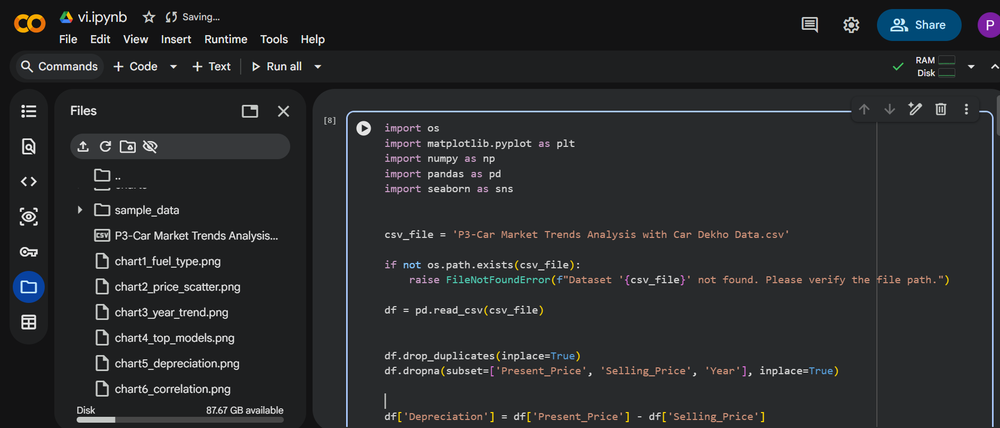 vi.ipynb Saving...
File Edit View Insert Runtime Tools Help
Share
P
Commands + Code + Text Run all
RAM
Disk
Files
..
sample_data
P3-Car Market Trends Analysis...
chart1_fuel_type.png
chart2_price_scatter.png
chart3_year_trend.png
chart4_top_models.png
chart5_depreciation.png
chart6_correlation.png
Disk 87.67 GB available
[8]
import os
import matplotlib.pyplot as plt
import numpy as np
import pandas as pd
import seaborn as sns
csv_file = 'P3-Car Market Trends Analysis with Car Dekho Data.csv'
if not os.path.exists(csv_file):
    raise FileNotFoundError(f"Dataset '{csv_file}' not found. Please verify the file path.")
df = pd.read_csv(csv_file)
df.drop_duplicates(inplace=True)
df.dropna(subset=['Present_Price', 'Selling_Price', 'Year'], inplace=True)
df['Depreciation'] = df['Present_Price'] - df['Selling_Price']